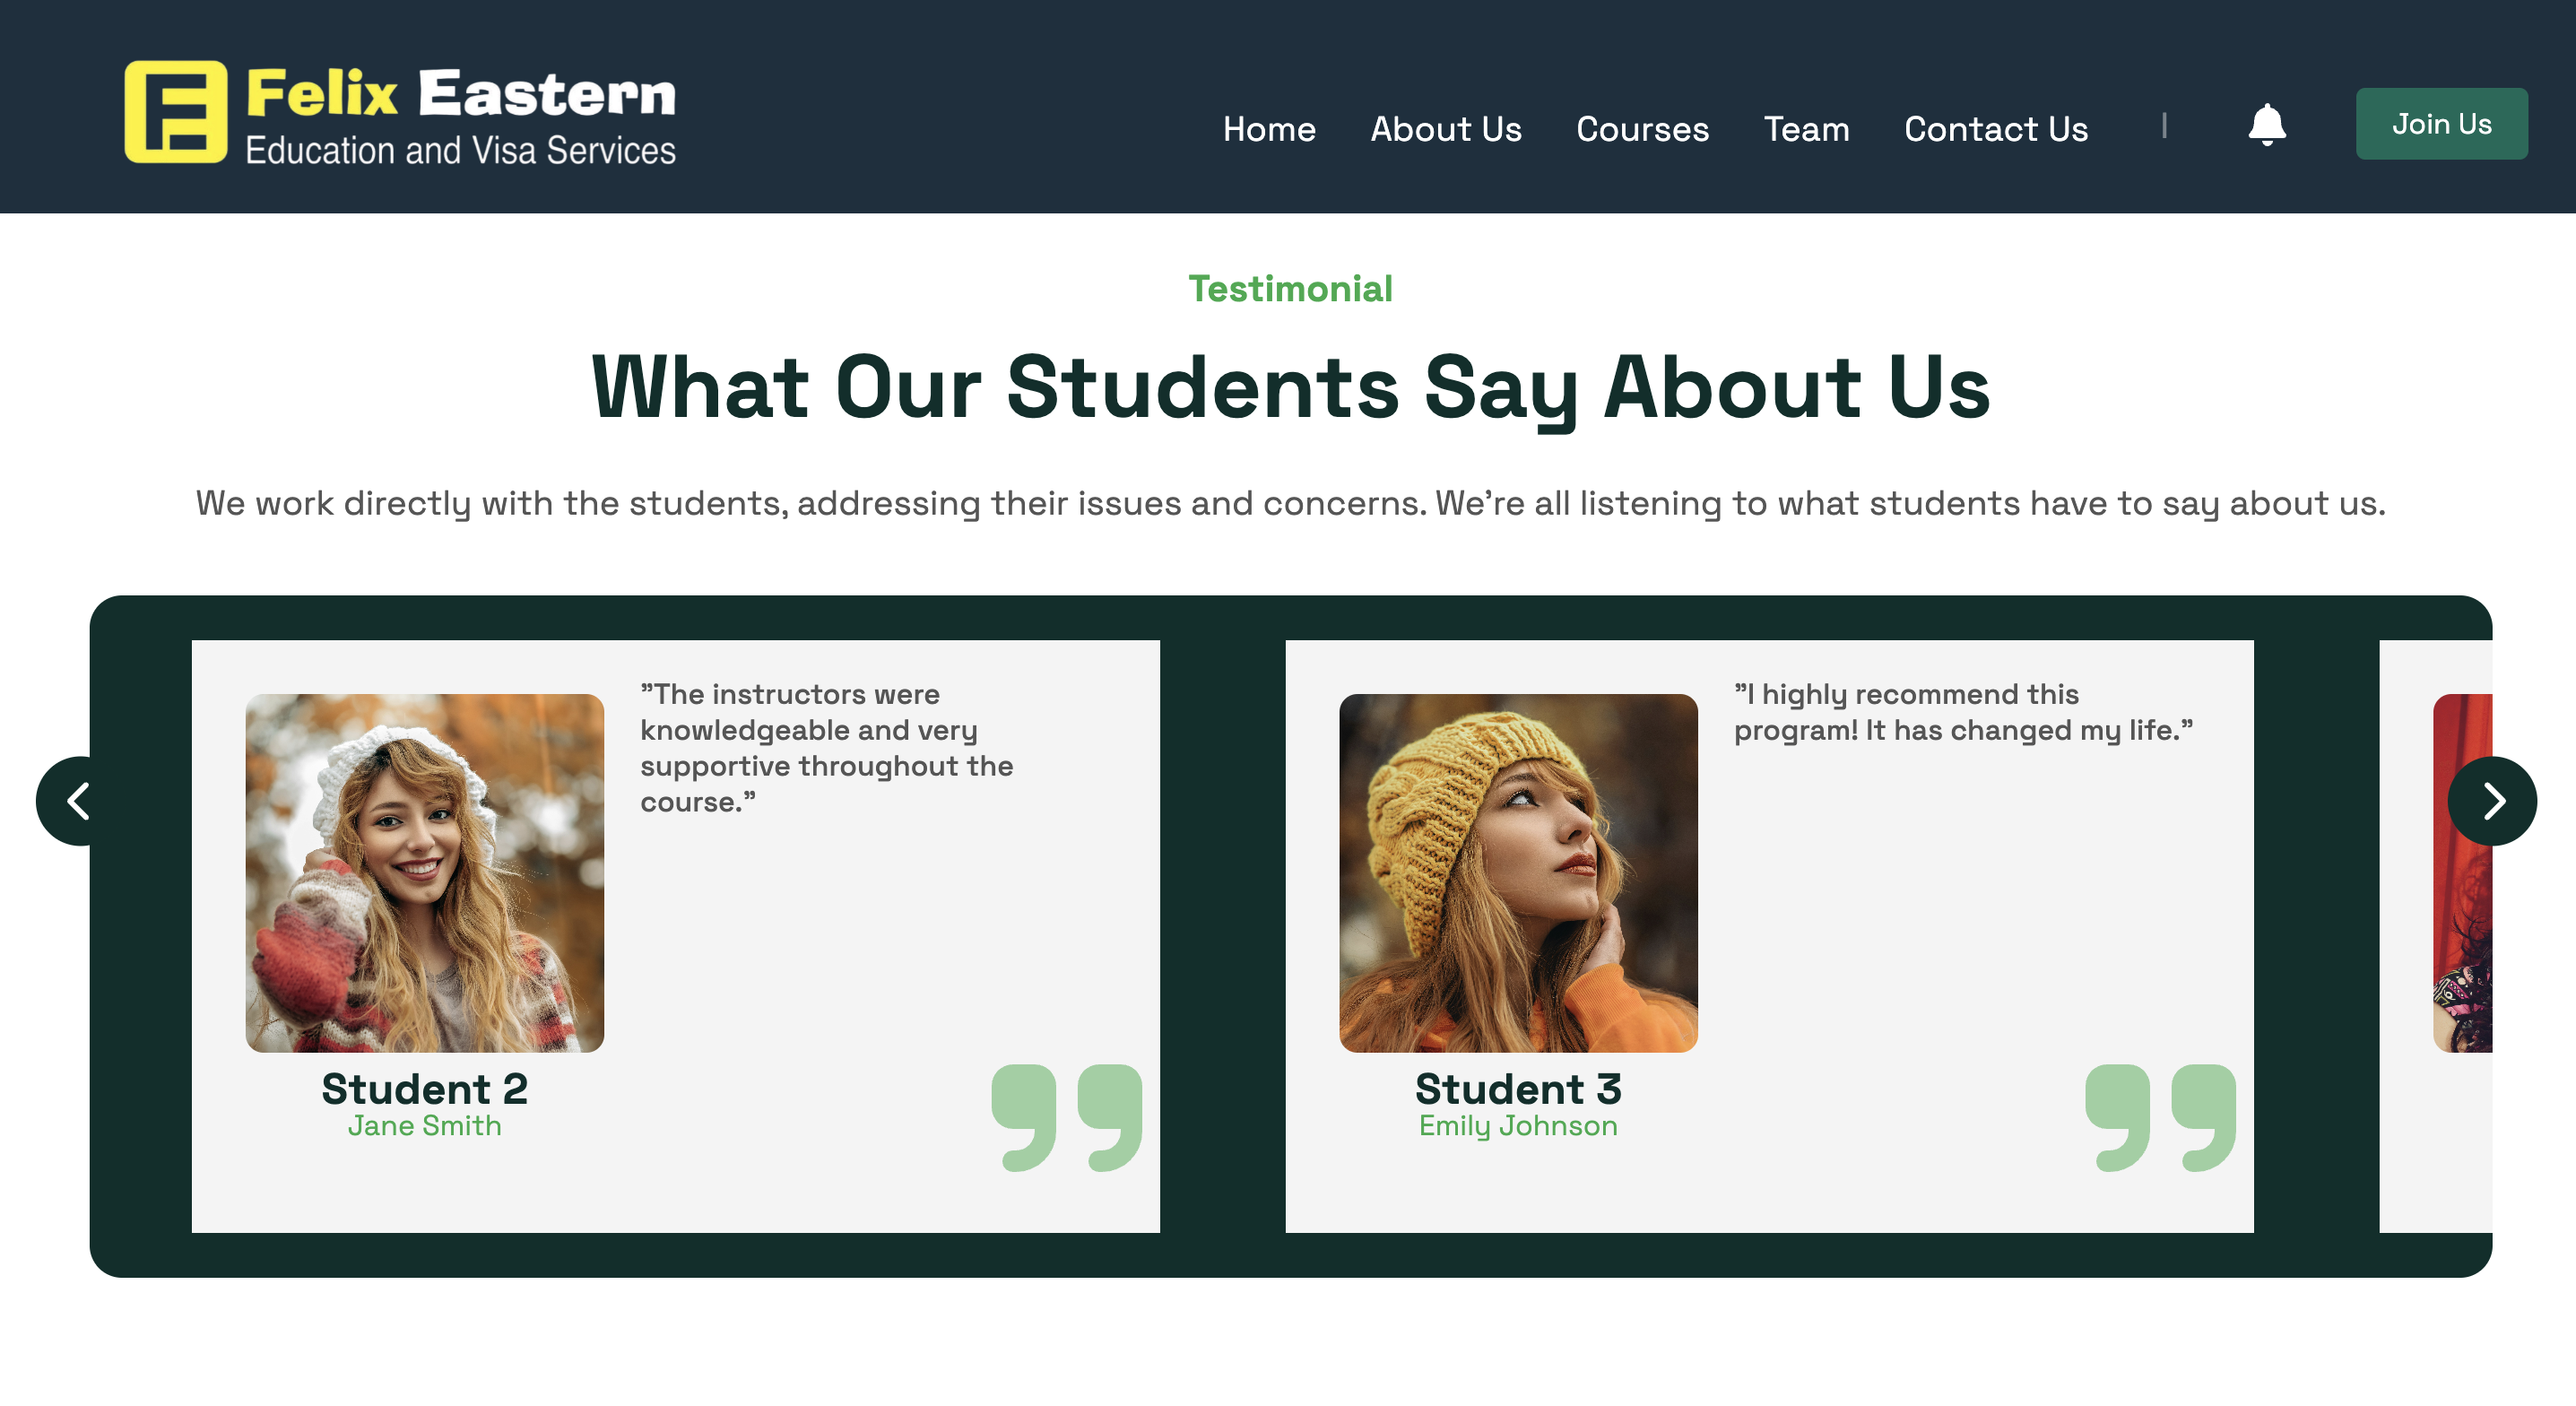 Felix Eastern
Education and Visa Services
Home About Us Courses Team Contact Us | Join Us
Testimonial
What Our Students Say About Us
We work directly with the students, addressing their issues and concerns. We're all listening to what students have to say about us.
”The instructors were
knowledgeable and very
supportive throughout the
course.”
Student 2
Jane Smith
”I highly recommend this
program! It has changed my life.”
Student 3
Emily Johnson